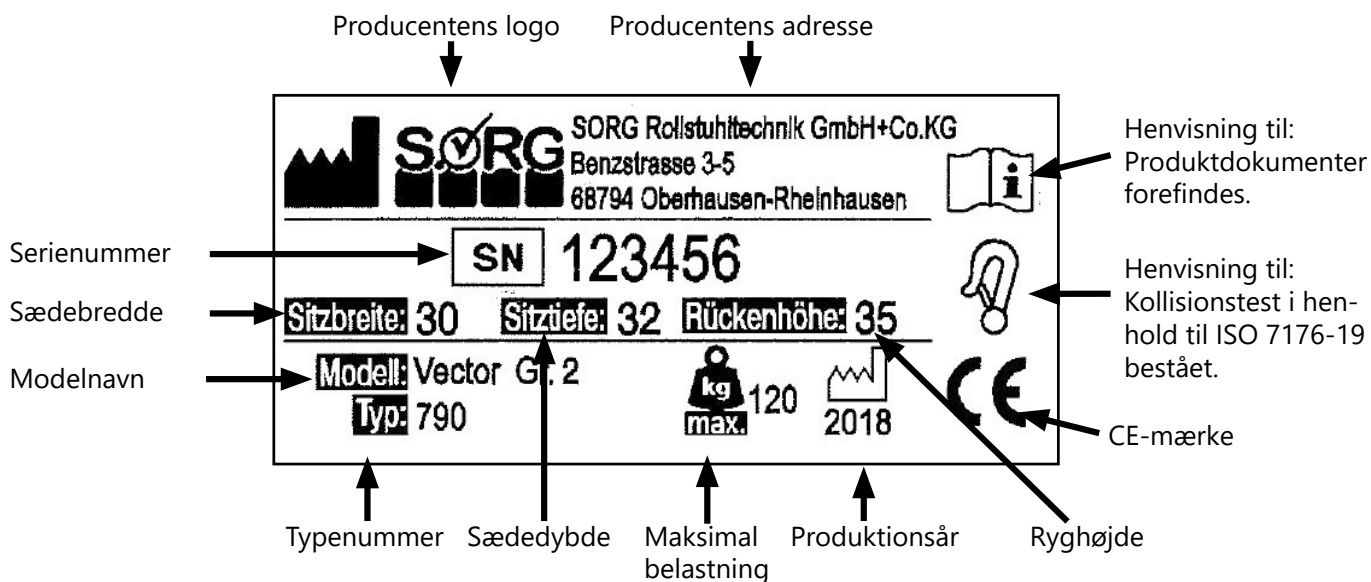 Producentens logo
Producentens adresse
SORG
SORG Rollstuhltechnik GmbH+Co.KG
Benzstrasse 3-5
68794 Oberhausen-Rheinhausen
i
Henvisning til:
Produktdokumenter
forefindes.
Serienummer
SN 123456
Henvisning til:
Kollisionstest i hen-
hold til ISO 7176-19
bestået.
Sædebredde
Sitzbreite: 30 Sitztiefe: 32 Rückenhöhe: 35
Modelnavn
Modell: Vector Gr. 2
Typ: 790
kg
max. 120
2018
CE
CE-mærke
Typenummer
Sædedybde
Maksimal
belastning
Produktionsår
Ryghøjde